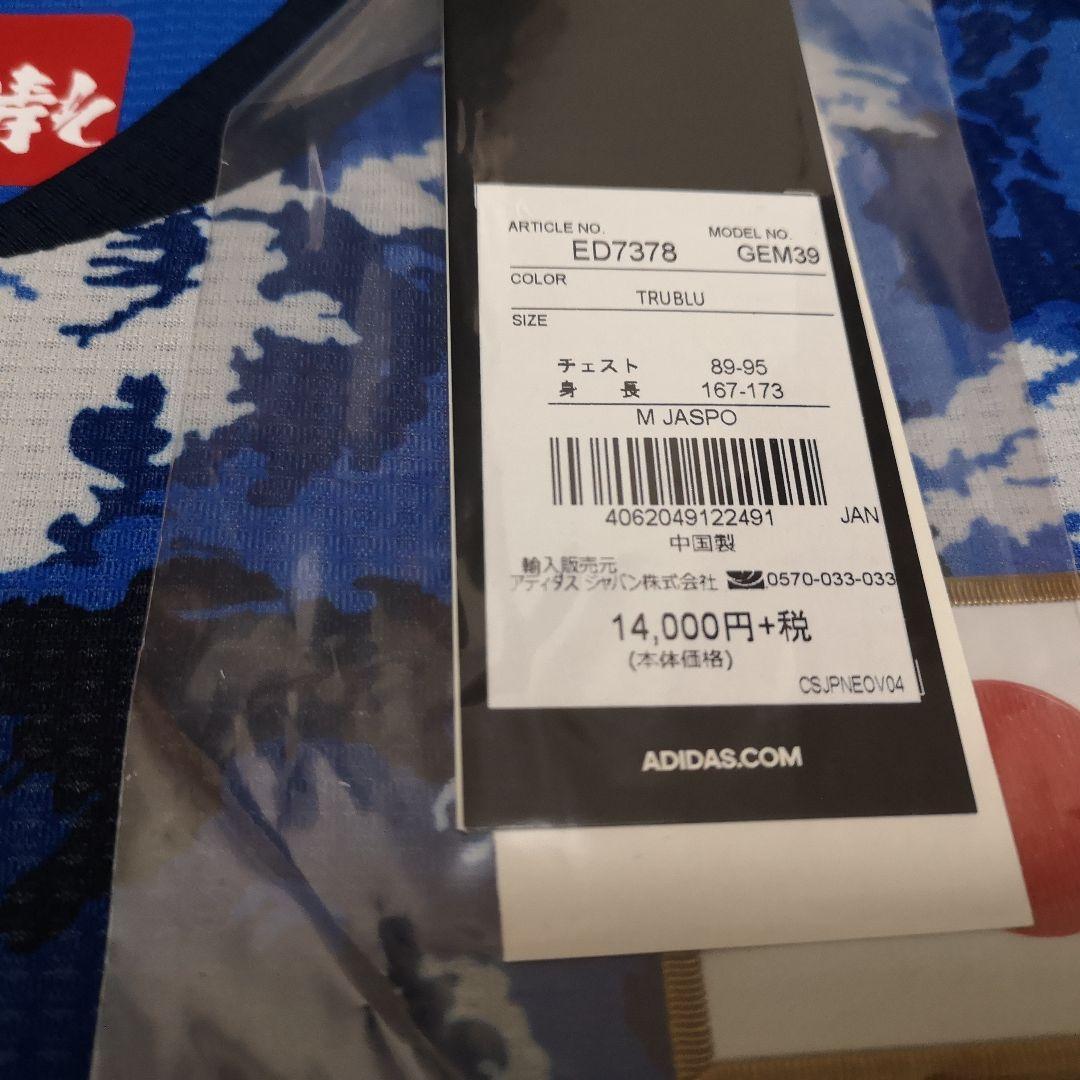 ARTICLE NO. MODEL NO.
ED7378 GEM39
COLOR
TRUBLU
SIZE
チェスト 89-95
身長 167-173
M JASPO
4062049122491 JAN
中国製
輸入販売元
アディダス ジャパン株式会社 0570-033-033
14,000円+税
(本体価格)
CSJPNEOV04
ADIDAS.COM